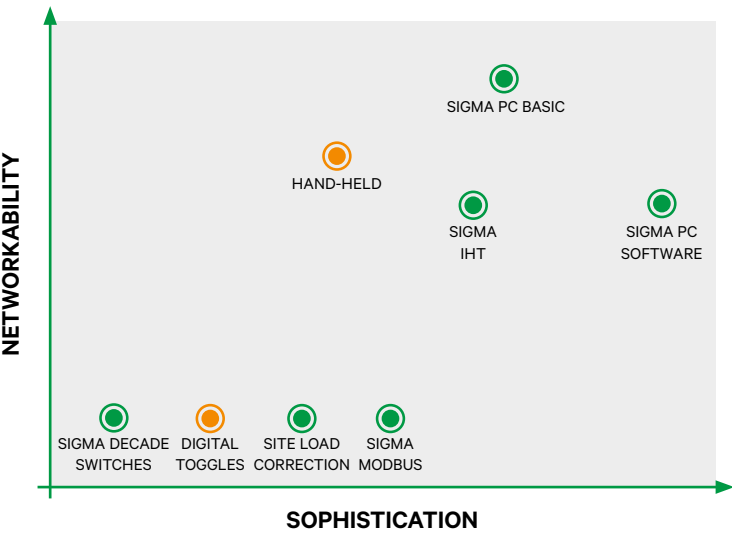 SIGMA PC BASIC
HAND-HELD
SIGMA
IHT
SIGMA PC
SOFTWARE
NETWORKABILITY
SIGMA DECADE
SWITCHES
DIGITAL
TOGGLES
SITE LOAD
CORRECTION
SIGMA
MODBUS
SOPHISTICATION